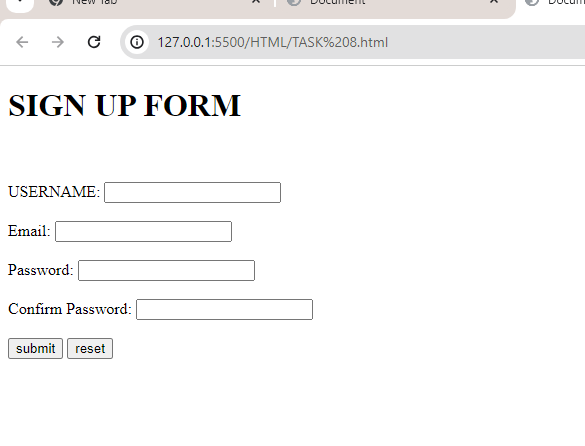 New Tab
Document
127.0.0.1:5500/HTML/TASK%208.html
SIGN UP FORM
USERNAME:
Email:
Password:
Confirm Password:
submit reset